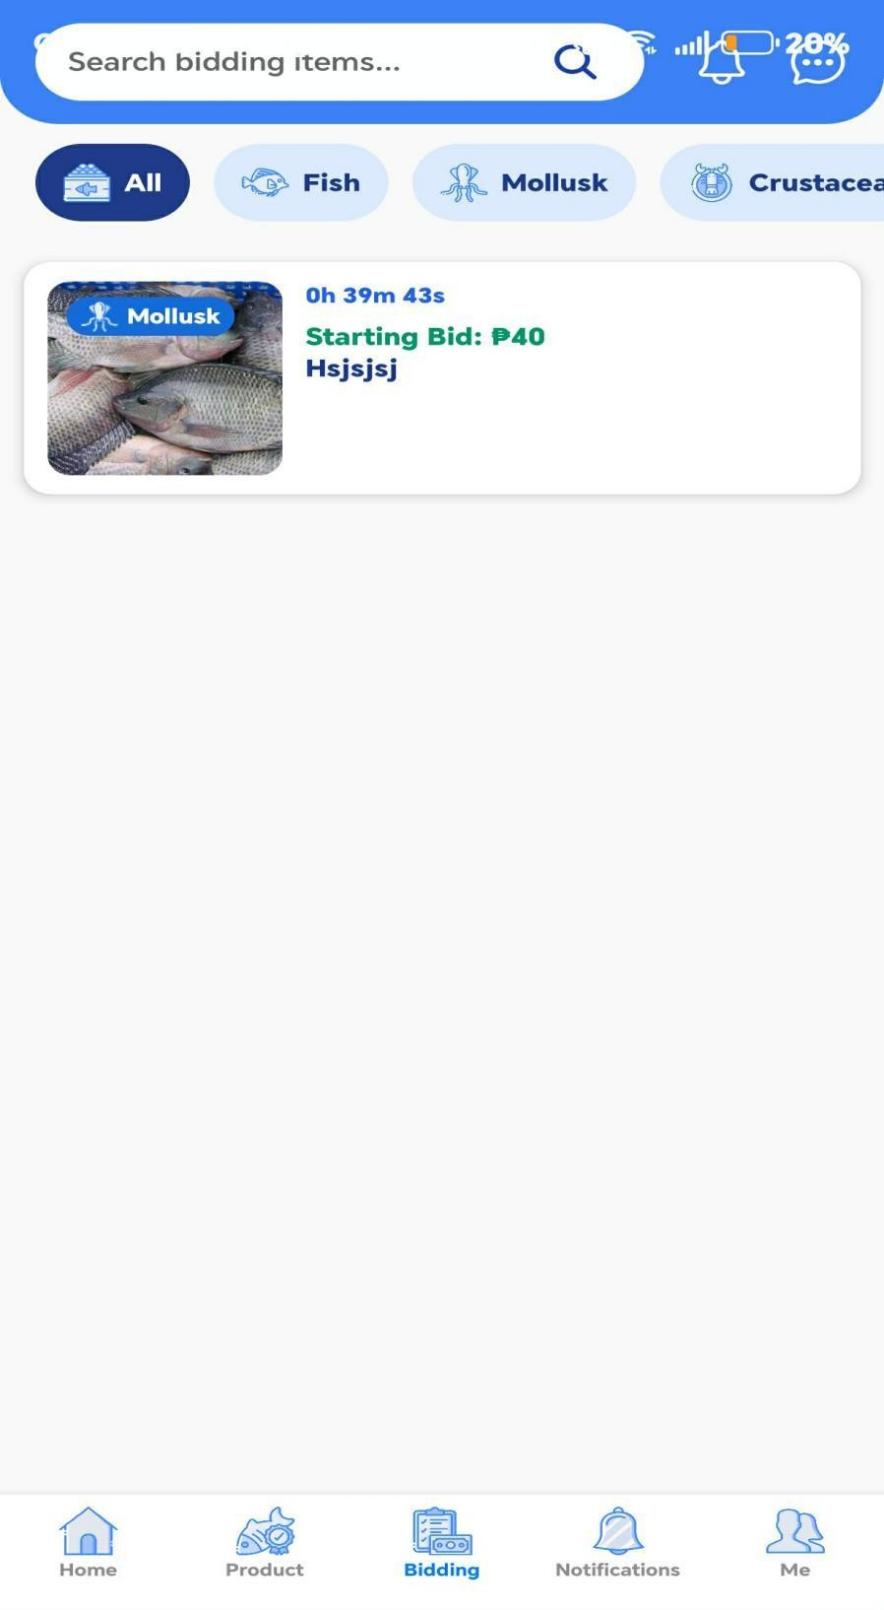 Search bidding items...
20%
All
Fish
Mollusk
Crustacea
Mollusk
0h 39m 43s
Starting Bid: ₱40
Hsjsjsj
Home
Product
Bidding
Notifications
Me